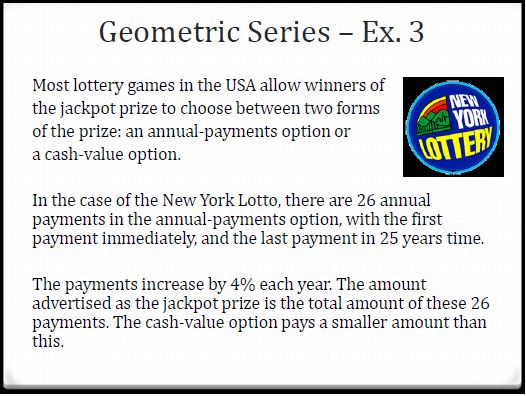 Geometric Series – Ex. 3
Most lottery games in the USA allow winners of
the jackpot prize to choose between two forms
of the prize: an annual-payments option or
a cash-value option.
NEW
YORK
LOTTERY
In the case of the New York Lotto, there are 26 annual
payments in the annual-payments option, with the first
payment immediately, and the last payment in 25 years time.
The payments increase by 4% each year. The amount
advertised as the jackpot prize is the total amount of these 26
payments. The cash-value option pays a smaller amount than
this.